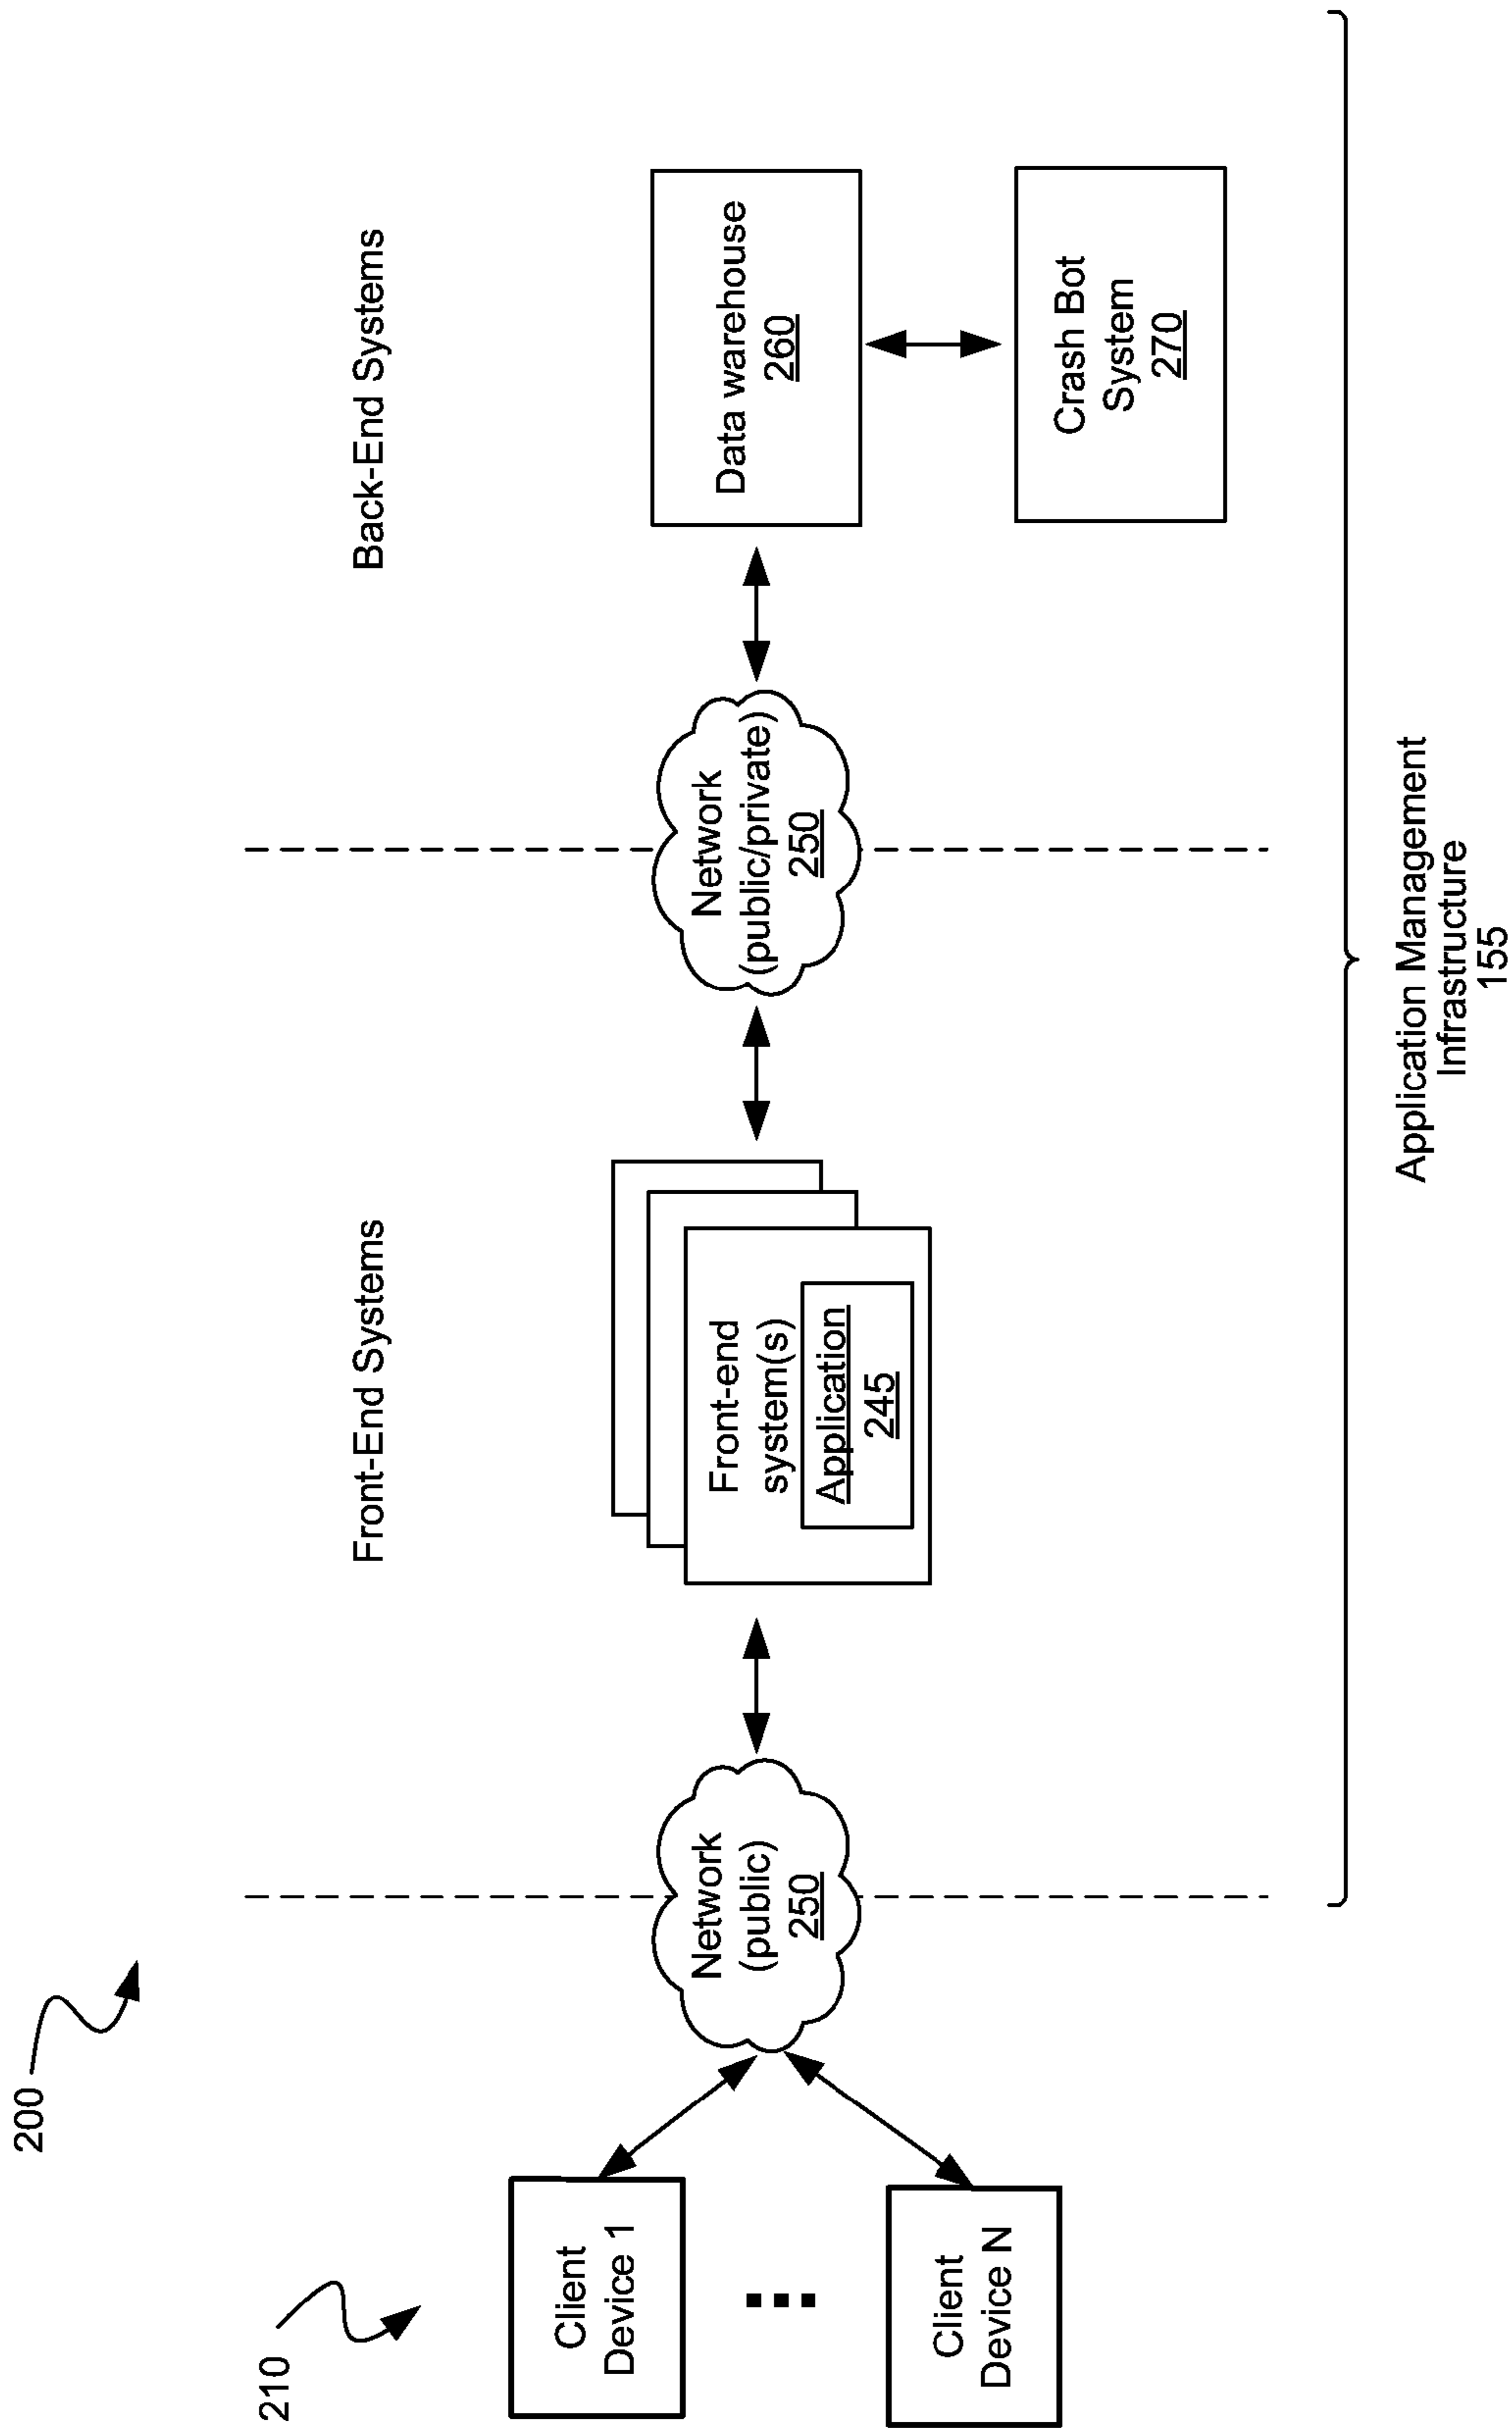 200
210
Front-End Systems
Back-End Systems
Client
Device 1
Client
Device N
Network
(public)
250
Front-end
system(s)
Application
245
Network
(public/private)
250
Data warehouse
260
Crash Bot
System
270
Application Management
Infrastructure
155